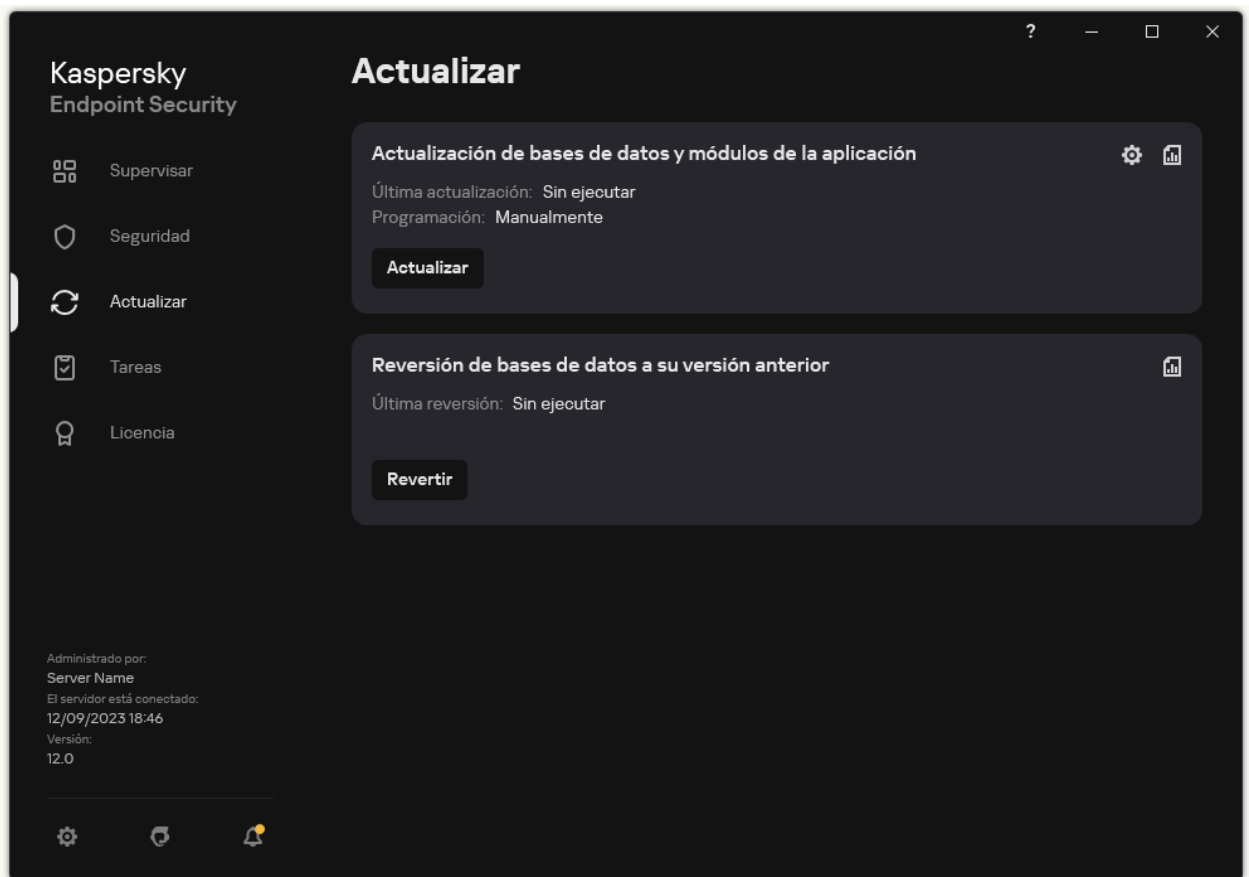 ?
Kaspersky
Endpoint Security
Supervisar
Seguridad
Actualizar
Tareas
Licencia
Administrado por:
Server Name
El servidor está conectado:
12/09/2023 18:46
Versión:
12.0
Actualizar
Actualización de bases de datos y módulos de la aplicación
Última actualización: Sin ejecutar
Programación: Manualmente
Actualizar
Reversión de bases de datos a su versión anterior
Última reversión: Sin ejecutar
Revertir